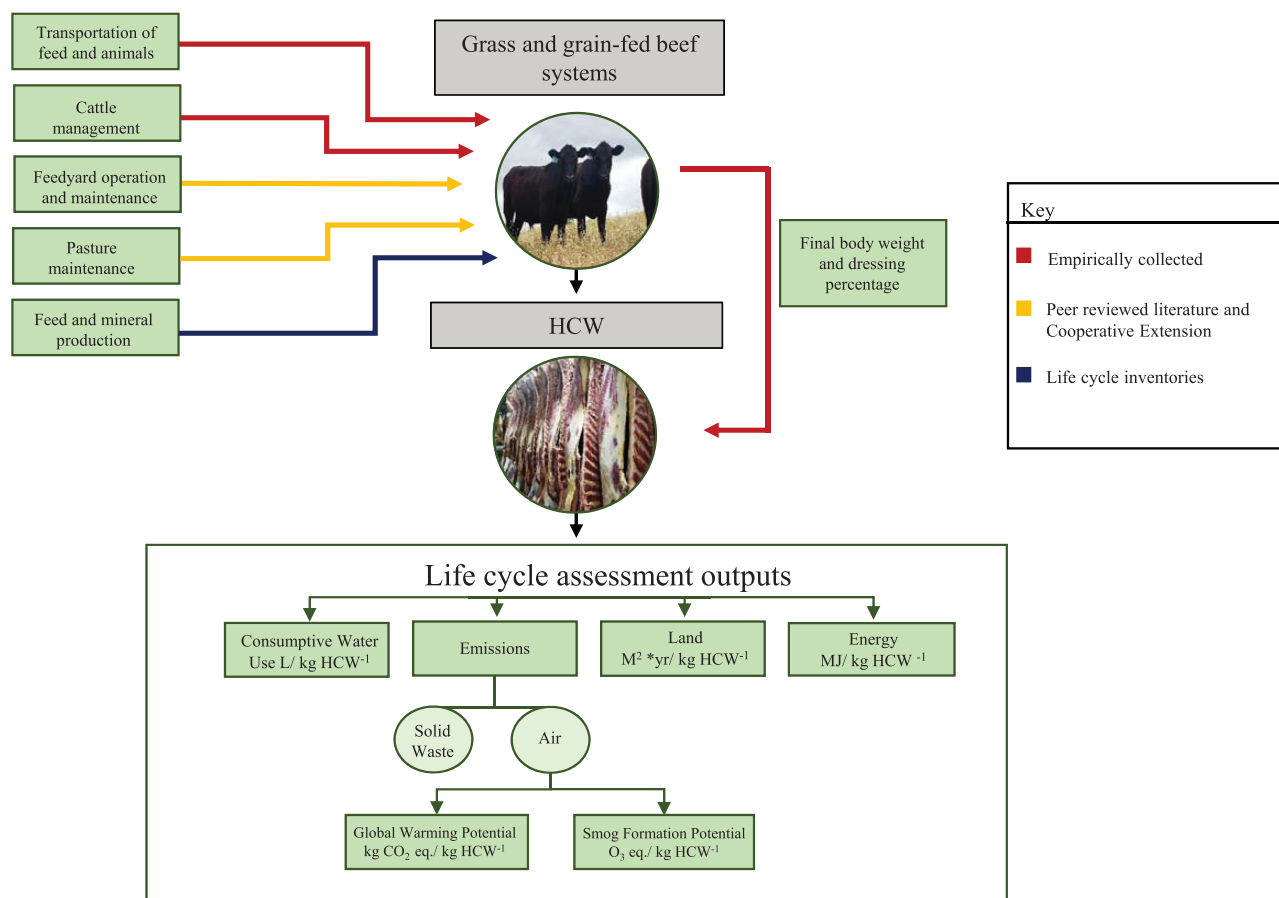 Transportation of
feed and animals
Cattle
management
Feedyard operation
and maintenance
Pasture
maintenance
Feed and mineral
production
Grass and grain-fed beef
systems
HCW
Final body weight
and dressing
percentage
Key
Empirically collected
Peer reviewed literature and
Cooperative Extension
Life cycle inventories
Life cycle assessment outputs
Consumptive Water
Use L/ kg HCW⁻¹
Emissions
Land
M² *yr/ kg HCW⁻¹
Energy
MJ/ kg HCW ⁻¹
Solid
Waste
Air
Global Warming Potential
kg CO₂ eq./ kg HCW⁻¹
Smog Formation Potential
O₃ eq./ kg HCW⁻¹